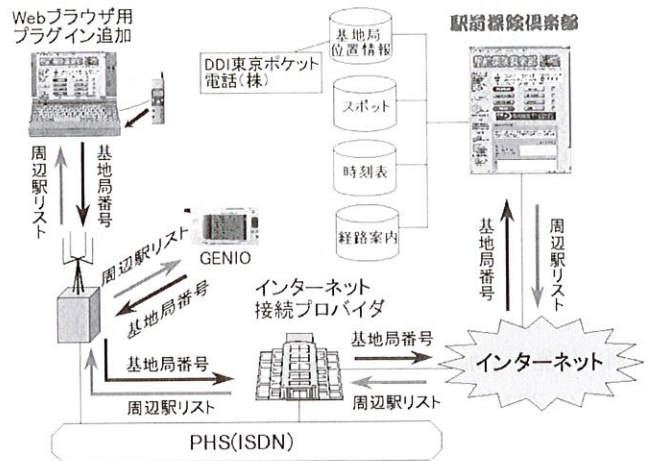 Webブラウザ用
プラグイン追加
基地局
位置情報
DDI東京ポケット
電話(株)
スポット
時刻表
経路案内
駅前探険倶楽部
周辺駅リスト
基地局番号
周辺駅リスト
基地局番号
GENIO
インターネット
接続プロバイダ
基地局番号
周辺駅リスト
基地局番号
周辺駅リスト
基地局番号
周辺駅リスト
インターネット
PHS(ISDN)